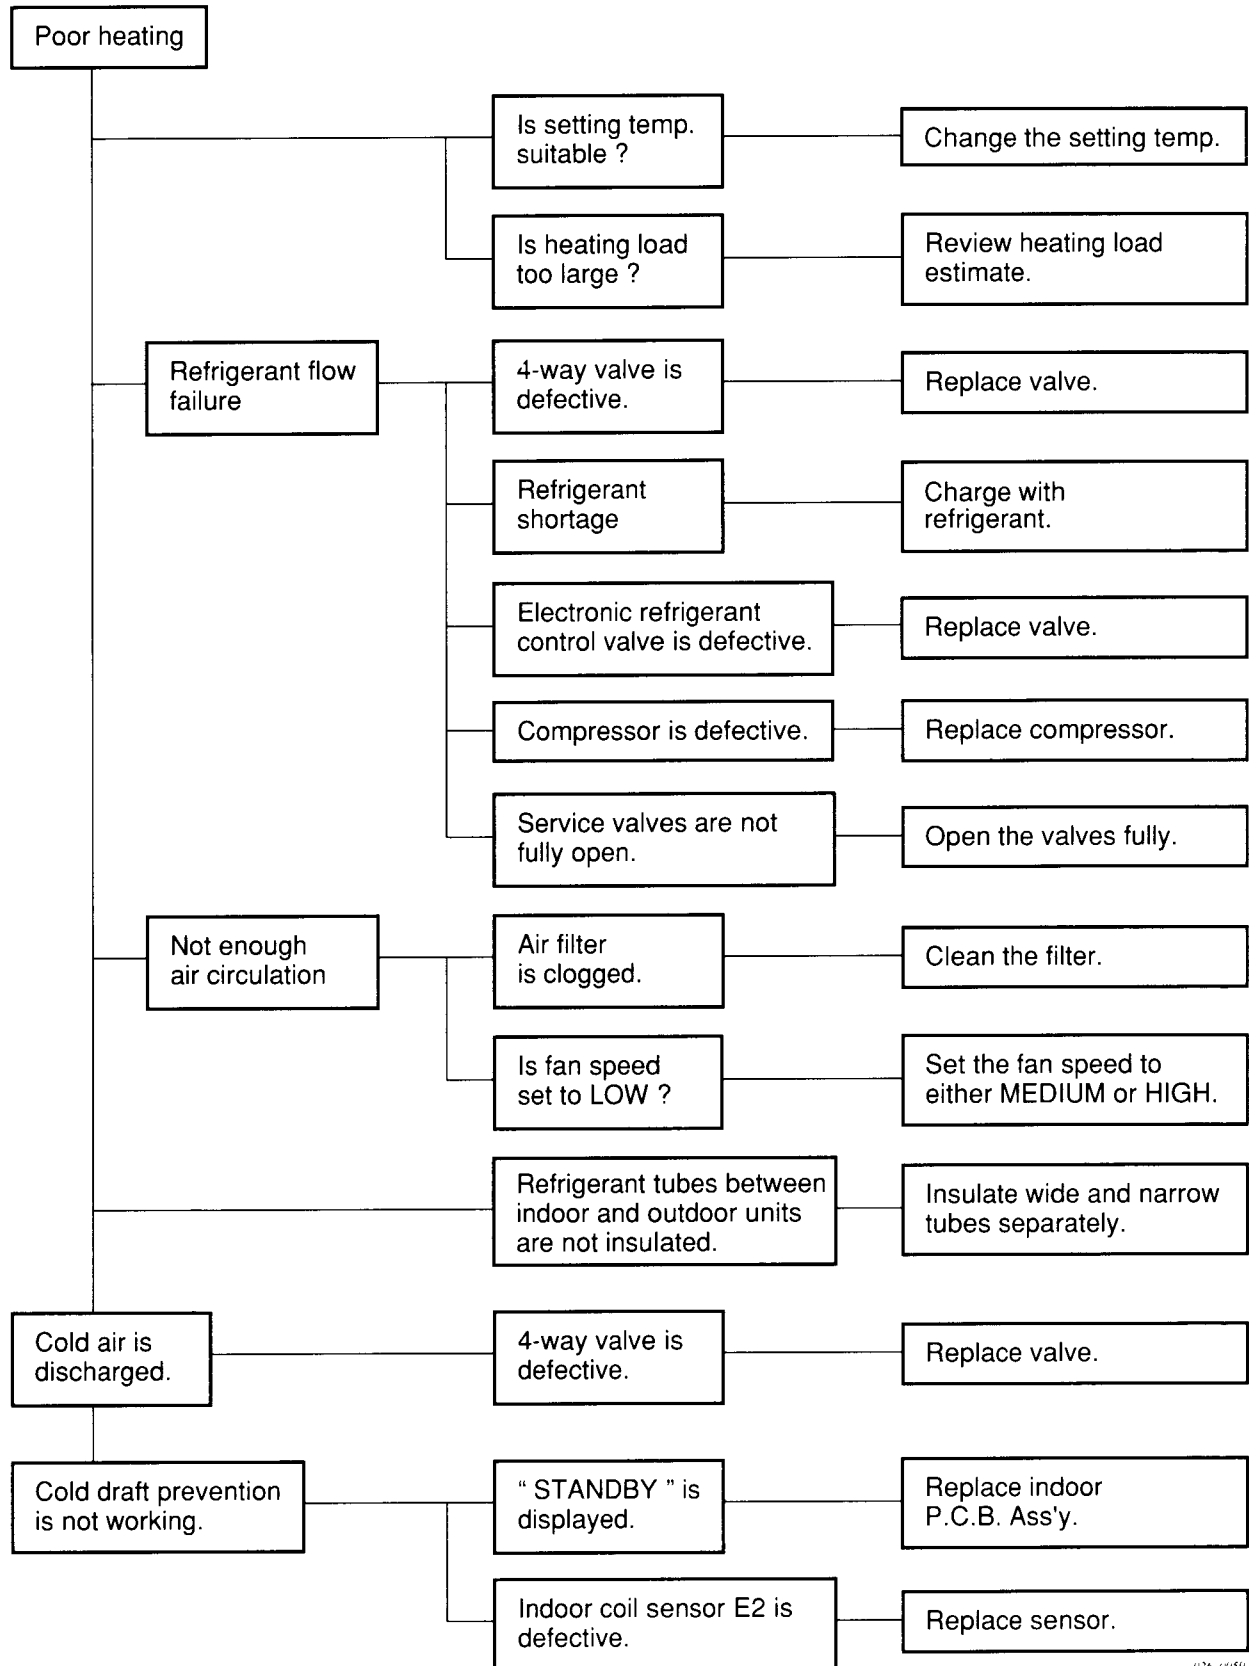 Poor heating
Is setting temp.
suitable ?
Change the setting temp.
Is heating load
too large ?
Review heating load
estimate.
Refrigerant flow
failure
4-way valve is
defective.
Replace valve.
Refrigerant
shortage
Charge with
refrigerant.
Electronic refrigerant
control valve is defective.
Replace valve.
Compressor is defective.
Replace compressor.
Service valves are not
fully open.
Open the valves fully.
Not enough
air circulation
Air filter
is clogged.
Clean the filter.
Is fan speed
set to LOW ?
Set the fan speed to
either MEDIUM or HIGH.
Refrigerant tubes between
indoor and outdoor units
are not insulated.
Insulate wide and narrow
tubes separately.
Cold air is
discharged.
4-way valve is
defective.
Replace valve.
Cold draft prevention
is not working.
“ STANDBY ” is
displayed.
Replace indoor
P.C.B. Ass'y.
Indoor coil sensor E2 is
defective.
Replace sensor.